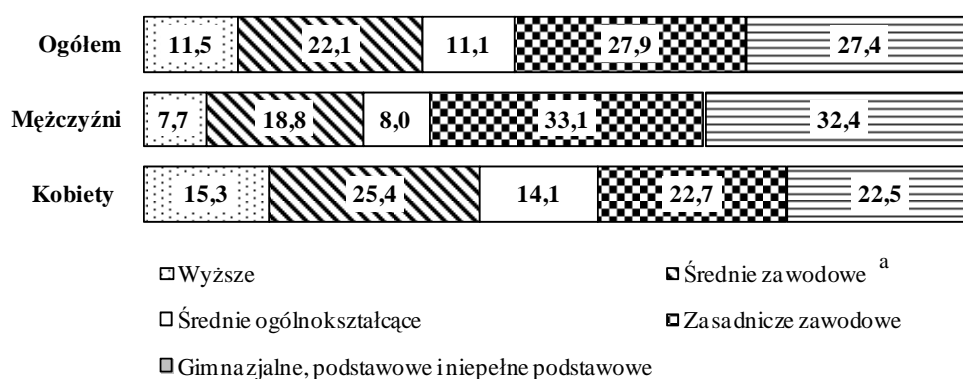 Ogółem 11,5 22,1 11,1 27,9 27,4
Mężczyźni 7,7 18,8 8,0 33,1 32,4
Kobiety 15,3 25,4 14,1 22,7 22,5
Wyższe Średnie zawodowe a
Średnie ogólnokształcące Zasadnicze zawodowe
Gimnazjalne, podstawowe i niepełne podstawowe